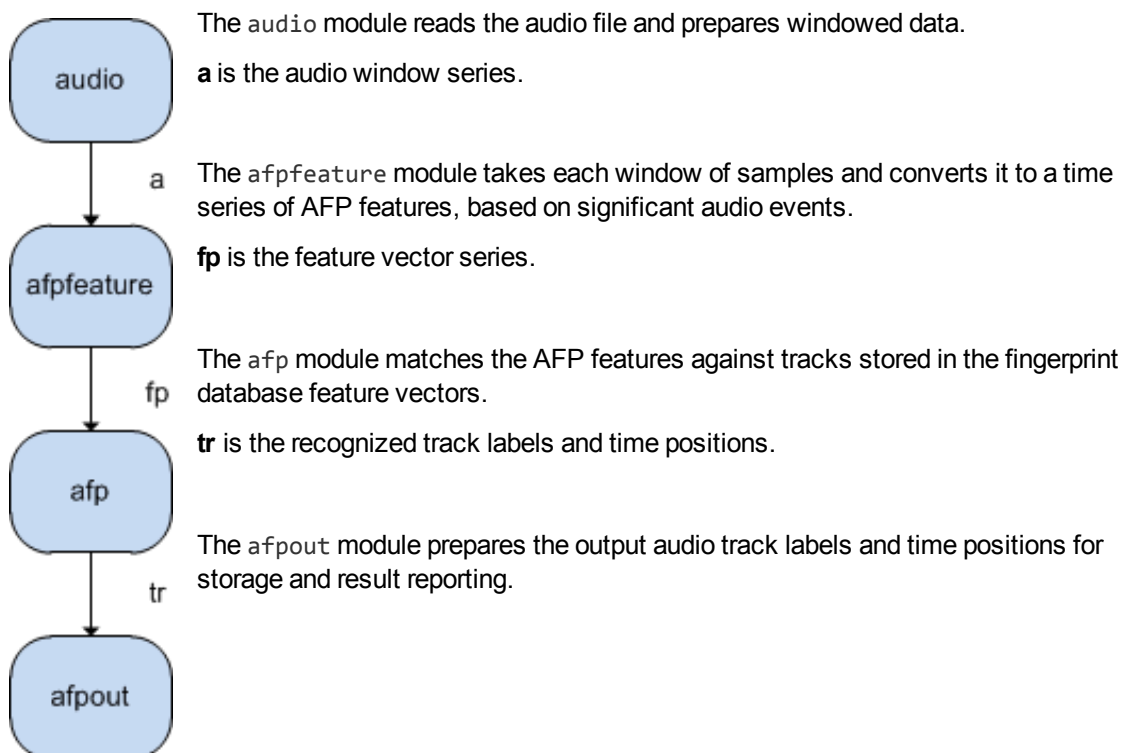 The audio module reads the audio file and prepares windowed data.
audio
a is the audio window series.
a
The afpfeature module takes each window of samples and converts it to a time
series of AFP features, based on significant audio events.
fp is the feature vector series.
afpfeature
The afp module matches the AFP features against tracks stored in the fingerprint
fp
database feature vectors.
tr is the recognized track labels and time positions.
afp
The afpout module prepares the output audio track labels and time positions for
storage and result reporting.
tr
afpout